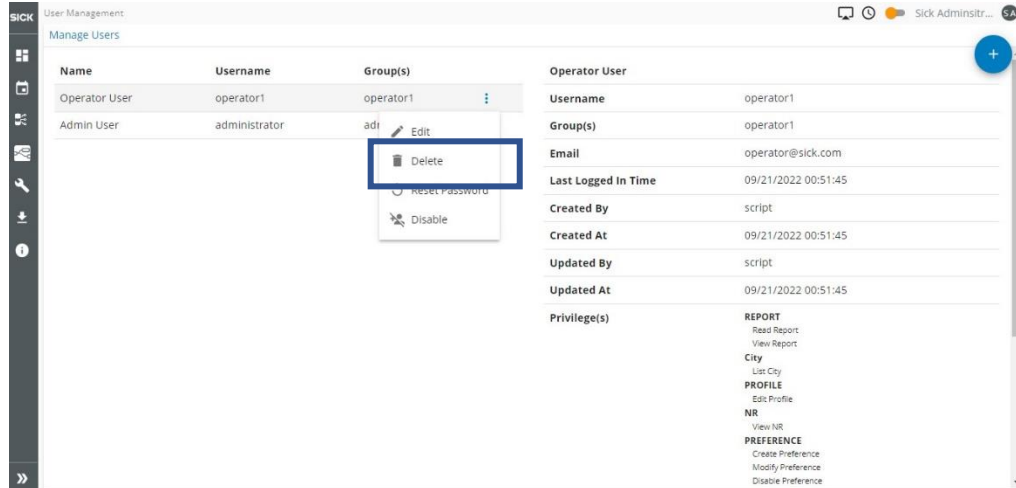 SICK User Management Sick Adminsitr... SA
Manage Users
+
Name Username Group(s)
Operator User operator1 operator1
Admin User administrator adr
Edit
Delete
Reset Password
Disable
Operator User
Username operator1
Group(s) operator1
Email operator@sick.com
Last Logged In Time 09/21/2022 00:51:45
Created By script
Created At 09/21/2022 00:51:45
Updated By script
Updated At 09/21/2022 00:51:45
Privilege(s) REPORT
Read Report
View Report
City
List City
PROFILE
Edit Profile
NR
View NR
PREFERENCE
Create Preference
Modify Preference
Disable Preference